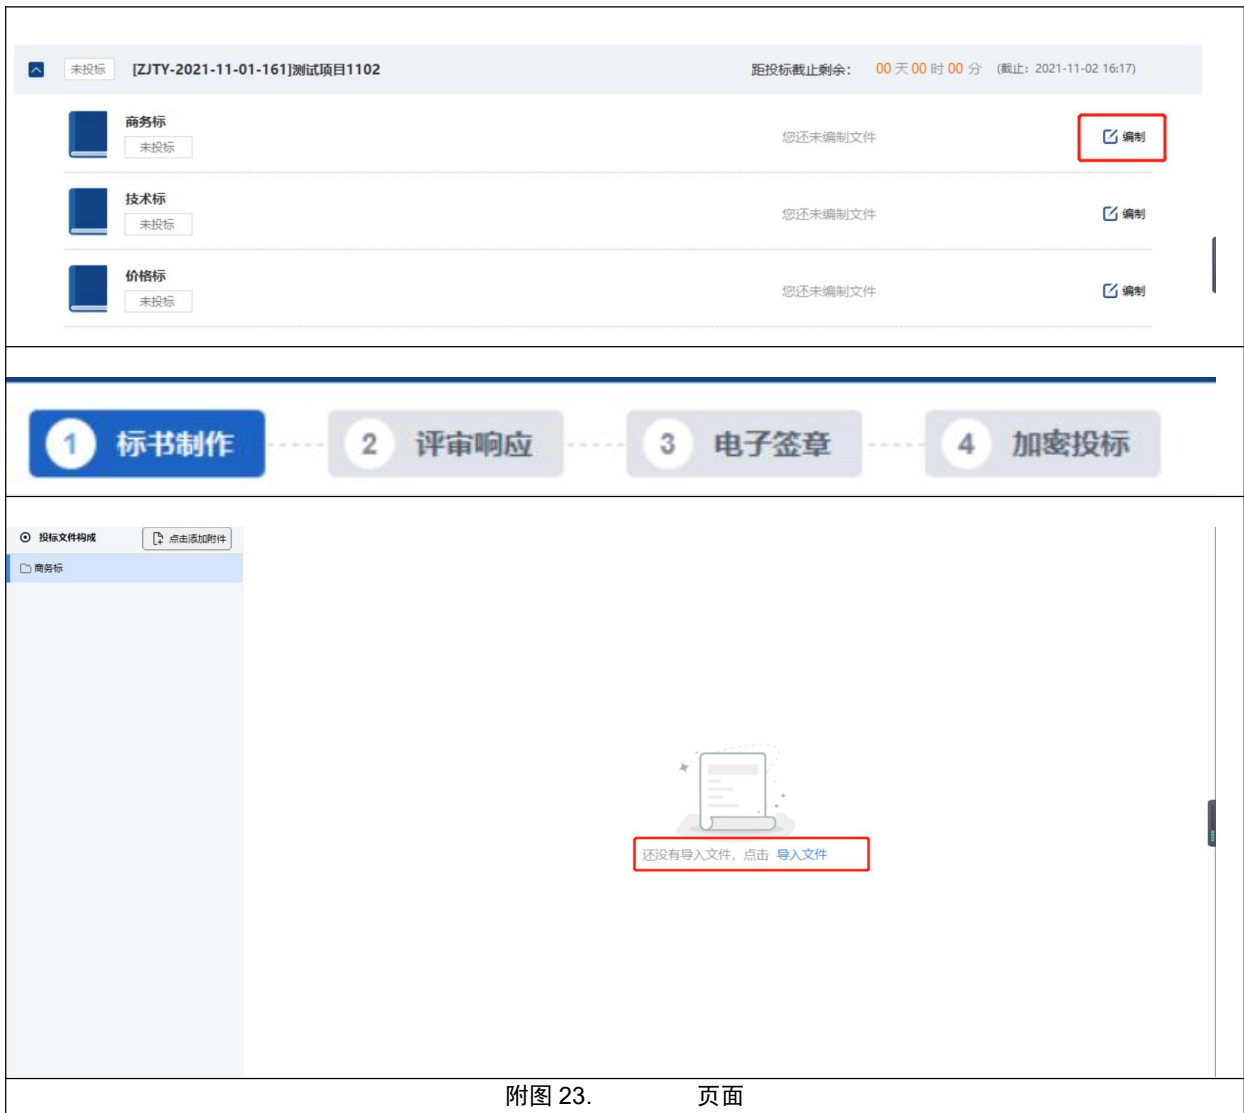 未投标 [ZJTY-2021-11-01-161]测试项目1102 距投标截止剩余： 00 天 00 时 00 分 (截止：2021-11-02 16:17)
商务标
未投标 您还未编制文件 编制
技术标
未投标 您还未编制文件 编制
价格标
未投标 您还未编制文件 编制
1 标书制作 2 评审响应 3 电子签章 4 加密投标
投标文件构成 点击添加附件
商务标
还没有导入文件，点击 导入文件
附图 23. 页面